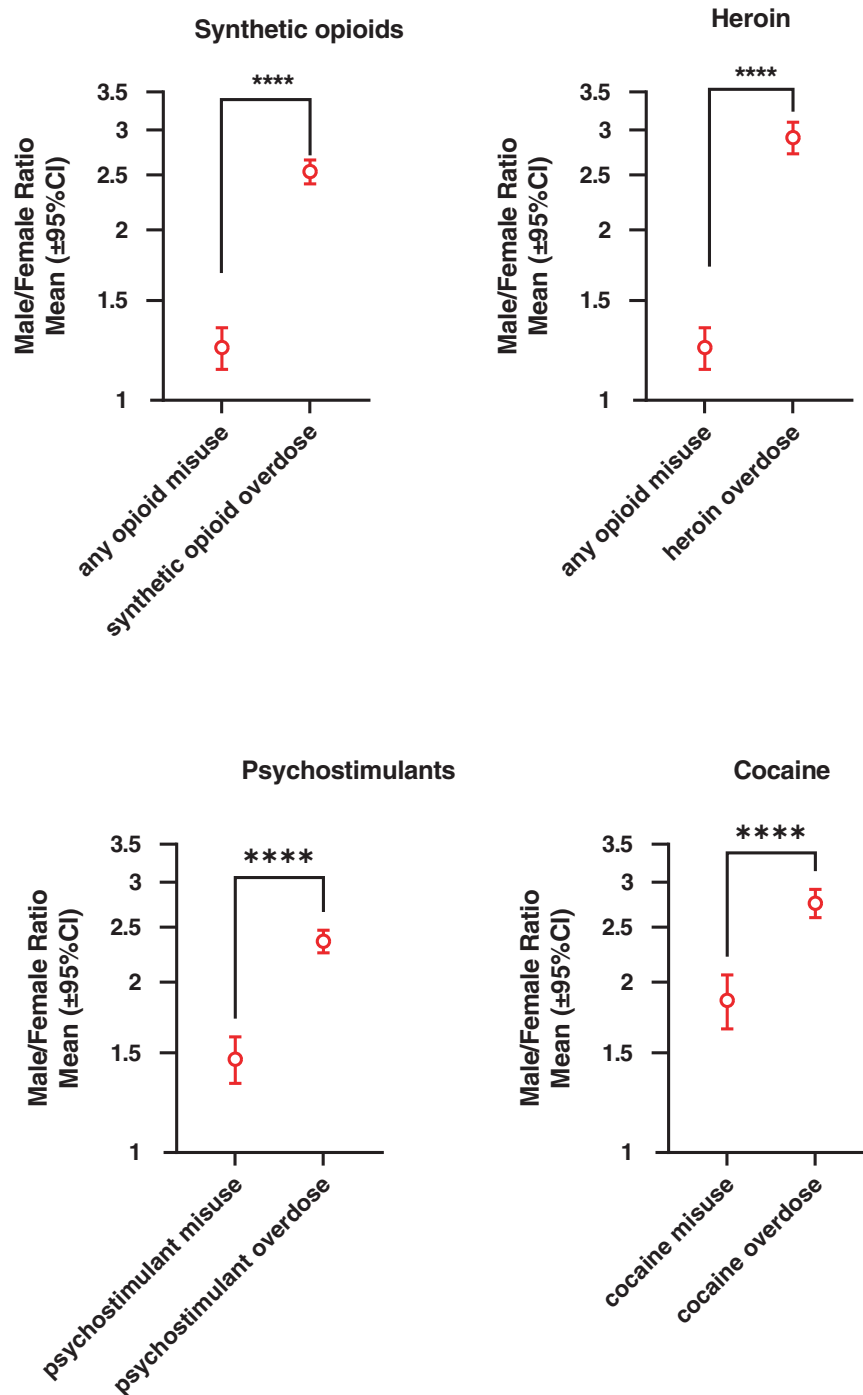 Synthetic opioids
****
3.5
3
2.5
2
1.5
1
Male/Female Ratio
Mean (±95%CI)
any opioid misuse
synthetic opioid overdose
Heroin
****
3.5
3
2.5
2
1.5
1
Male/Female Ratio
Mean (±95%CI)
any opioid misuse
heroin overdose
Psychostimulants
****
3.5
3
2.5
2
1.5
1
Male/Female Ratio
Mean (±95%CI)
psychostimulant misuse
psychostimulant overdose
Cocaine
****
3.5
3
2.5
2
1.5
1
Male/Female Ratio
Mean (±95%CI)
cocaine misuse
cocaine overdose